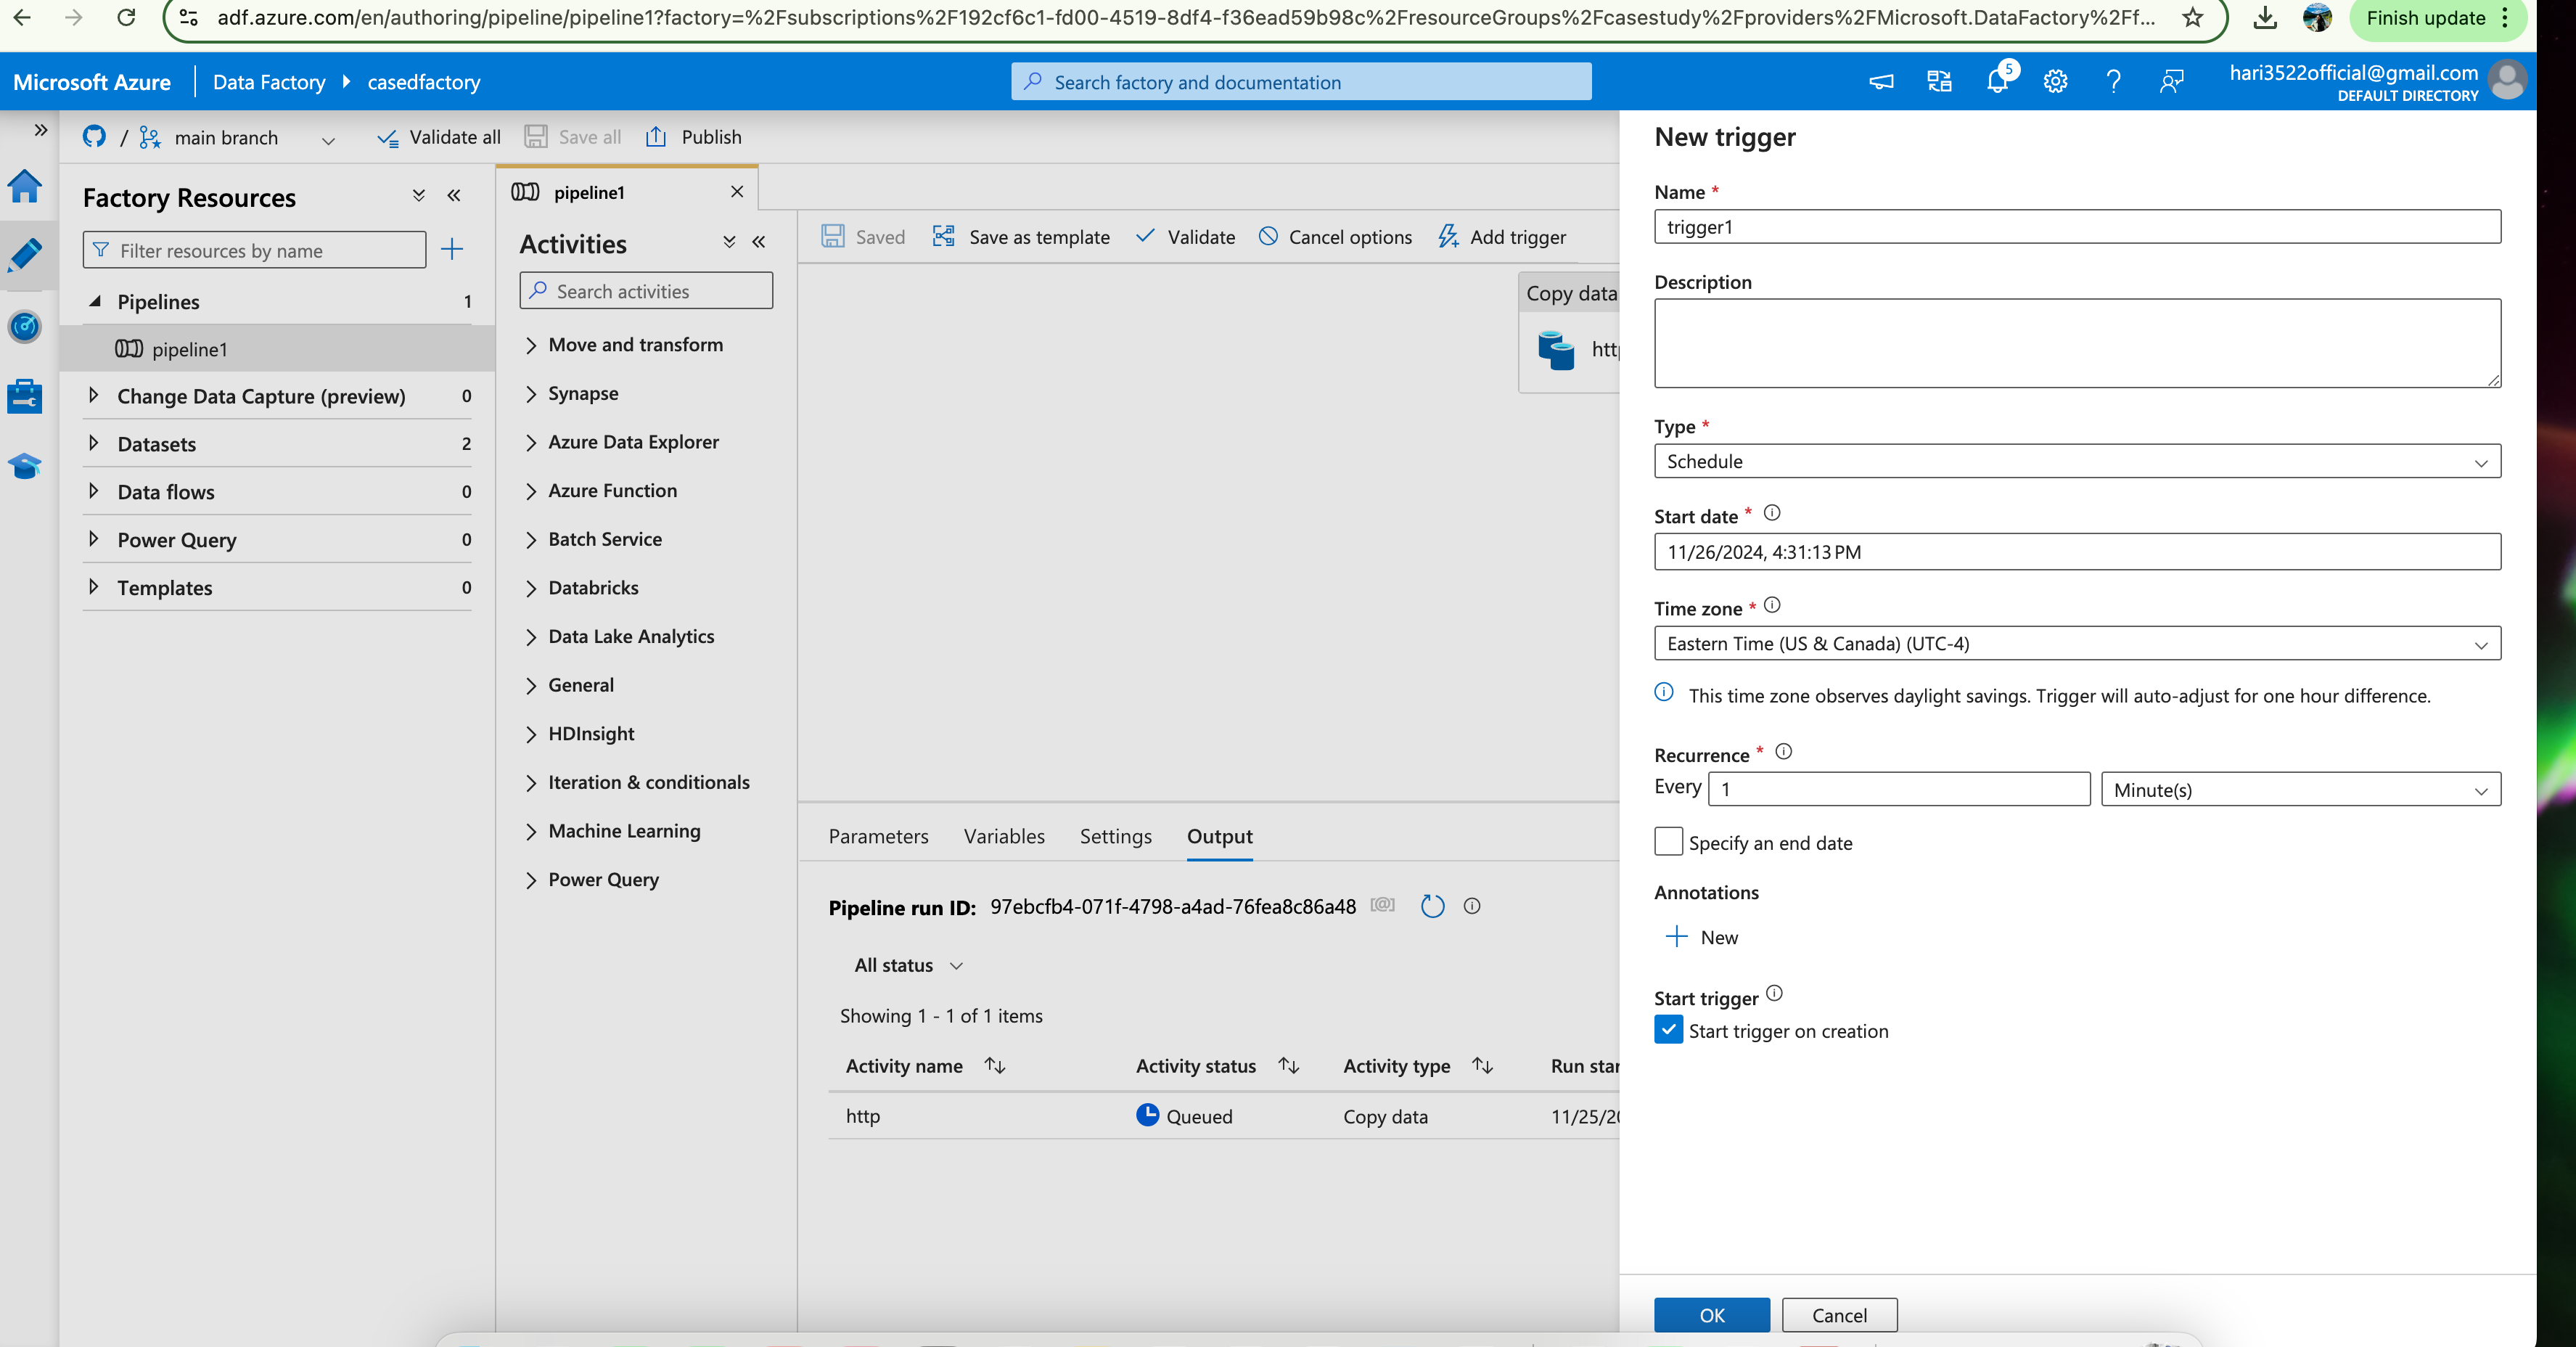 adf.azure.com/en/authoring/pipeline/pipeline1?factory=%2Fsubscriptions%2F192cf6c1-fd00-4519-8df4-f36ead59b98c%2FresourceGroups%2Fcasestudy%2Fproviders%2FMicrosoft.DataFactory%2Ff...
Finish update
Microsoft Azure
Data Factory
casedfactory
Search factory and documentation
5
hari3522official@gmail.com
DEFAULT DIRECTORY
/
main branch
Validate all
Save all
Publish
Factory Resources
Filter resources by name
Pipelines 1
pipeline1
Change Data Capture (preview) 0
Datasets 2
Data flows 0
Power Query 0
Templates 0
pipeline1
Activities
Search activities
Move and transform
Synapse
Azure Data Explorer
Azure Function
Batch Service
Databricks
Data Lake Analytics
General
HDInsight
Iteration & conditionals
Machine Learning
Power Query
Saved
Save as template
Validate
Cancel options
Add trigger
Copy data
Parameters
Variables
Settings
Output
Pipeline run ID: 97ebcfb4-071f-4798-a4ad-76fea8c86a48 [@]
All status
Showing 1 - 1 of 1 items
Activity name Activity status Activity type Run star
http Queued Copy data 11/25/20
New trigger
Name *
trigger1
Description
Type *
Schedule
Start date *
11/26/2024, 4:31:13 PM
Time zone *
Eastern Time (US & Canada) (UTC-4)
This time zone observes daylight savings. Trigger will auto-adjust for one hour difference.
Recurrence *
Every 1 Minute(s)
Specify an end date
Annotations
New
Start trigger
Start trigger on creation
OK
Cancel